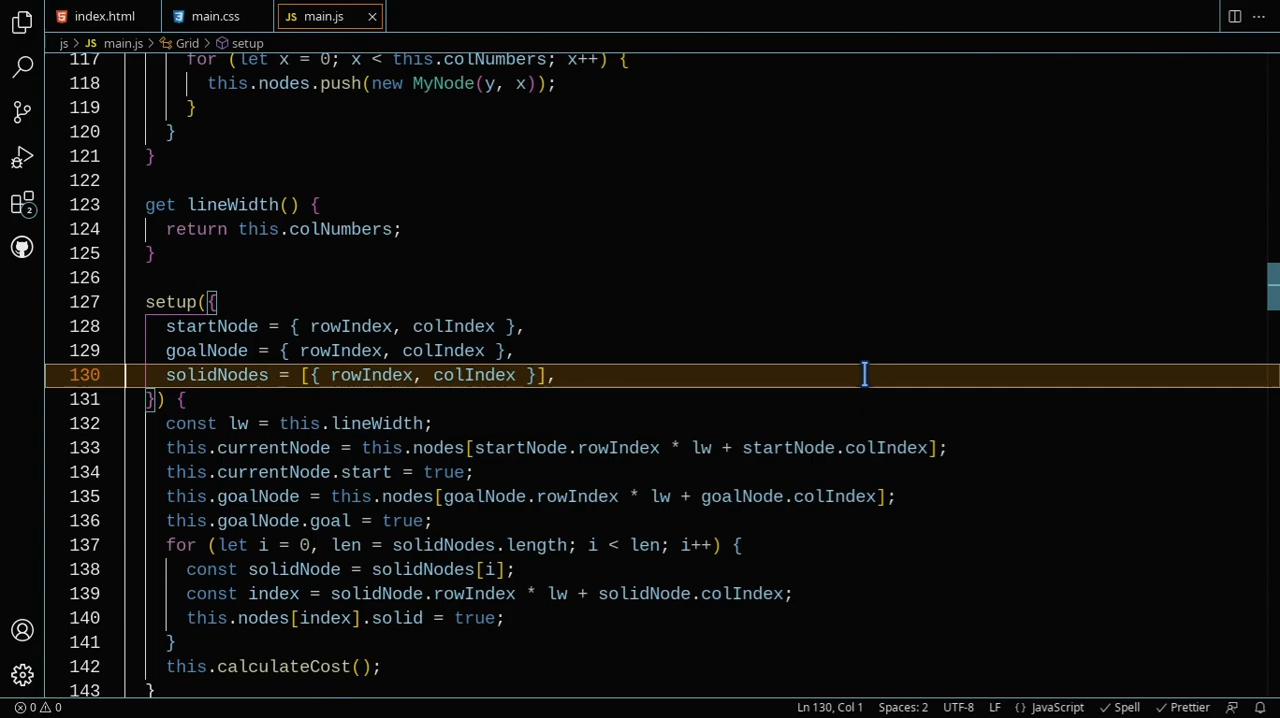 index.html
main.css
JS main.js
js > JS main.js > Grid > setup
117 for (let x = 0; x < this.colNumbers; x++) {
118 this.nodes.push(new MyNode(y, x));
119 }
120 }
121 }
122
123 get lineWidth() {
124 return this.colNumbers;
125 }
126
127 setup({
128 startNode = { rowIndex, colIndex },
129 goalNode = { rowIndex, colIndex },
130 solidNodes = [{ rowIndex, colIndex }],
131 }) {
132 const lw = this.lineWidth;
133 this.currentNode = this.nodes[startNode.rowIndex * lw + startNode.colIndex];
134 this.currentNode.start = true;
135 this.goalNode = this.nodes[goalNode.rowIndex * lw + goalNode.colIndex];
136 this.goalNode.goal = true;
137 for (let i = 0, len = solidNodes.length; i < len; i++) {
138 const solidNode = solidNodes[i];
139 const index = solidNode.rowIndex * lw + solidNode.colIndex;
140 this.nodes[index].solid = true;
141 }
142 this.calculateCost();
143 }
2
0 0
Ln 130, Col 1
Spaces: 2
UTF-8
LF
{} JavaScript
Spell
Prettier